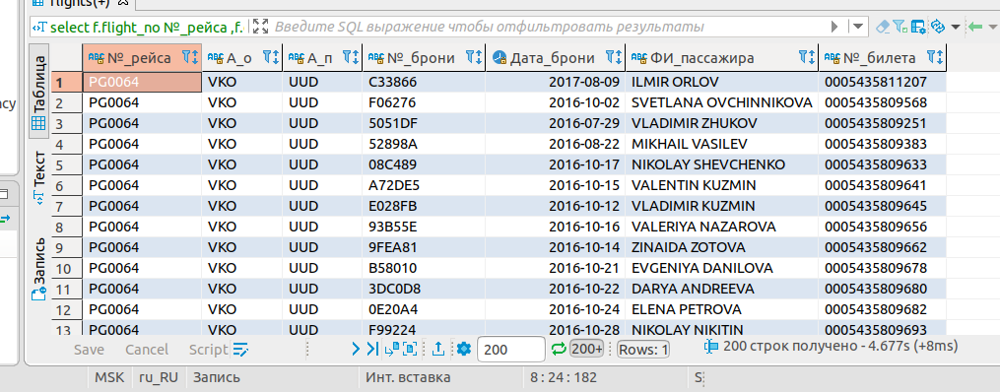 flights(+)
select f.flight_no №_рейса ,f. Введите SQL выражение чтобы отфильтровать результаты
Таблица
Текст
Запись
№_рейса А_о А_п №_брони Дата_брони ФИ_пассажира №_билета
1 PG0064 VKO UUD C33866 2017-08-09 ILMIR ORLOV 0005435811207
2 PG0064 VKO UUD F06276 2016-10-02 SVETLANA OVCHINNIKOVA 0005435809568
3 PG0064 VKO UUD 5051DF 2016-07-29 VLADIMIR ZHUKOV 0005435809251
4 PG0064 VKO UUD 52898A 2016-08-22 MIKHAIL VASILEV 0005435809383
5 PG0064 VKO UUD 08C489 2016-10-17 NIKOLAY SHEVCHENKO 0005435809633
6 PG0064 VKO UUD A72DE5 2016-10-15 VALENTIN KUZMIN 0005435809641
7 PG0064 VKO UUD E028FB 2016-10-12 VLADIMIR KUZMIN 0005435809645
8 PG0064 VKO UUD 93B55E 2016-10-16 VALERIYA NAZAROVA 0005435809656
9 PG0064 VKO UUD 9FEA81 2016-10-14 ZINAIDA ZOTOVA 0005435809662
10 PG0064 VKO UUD B58010 2016-10-21 EVGENIYA DANILOVA 0005435809678
11 PG0064 VKO UUD 3DC0D8 2016-10-22 DARYA ANDREEVA 0005435809680
12 PG0064 VKO UUD 0E20A4 2016-10-24 ELENA PETROVA 0005435809682
13 PG0064 VKO UUD F99224 2016-10-28 NIKOLAY NIKITIN 0005435809693
Save Cancel Script 200 200+ Rows: 1 200 строк получено - 4.677s (+8ms)
MSK ru_RU Запись Инт. вставка 8 : 24 : 182